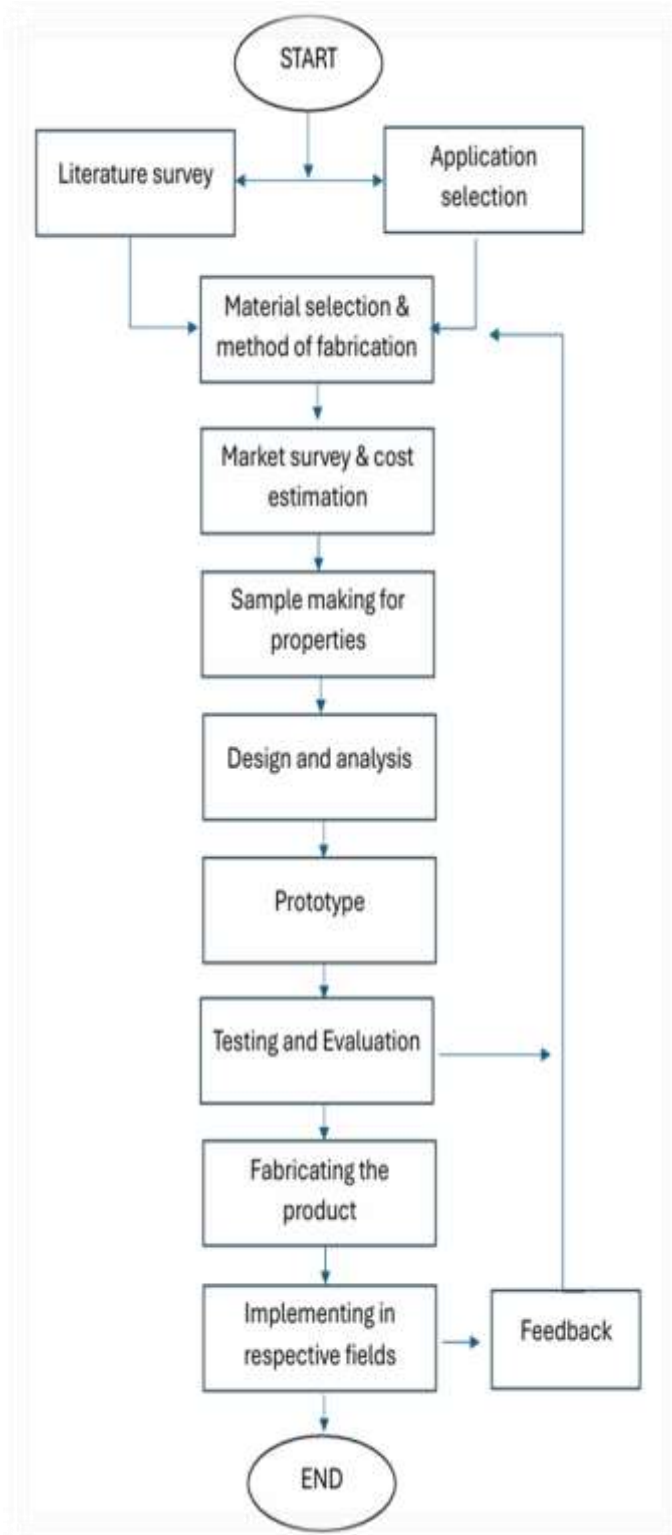 START
Literature survey
Application
selection
Material selection &
method of fabrication
Market survey & cost
estimation
Sample making for
properties
Design and analysis
Prototype
Testing and Evaluation
Fabricating the
product
Implementing in
respective fields
Feedback
END